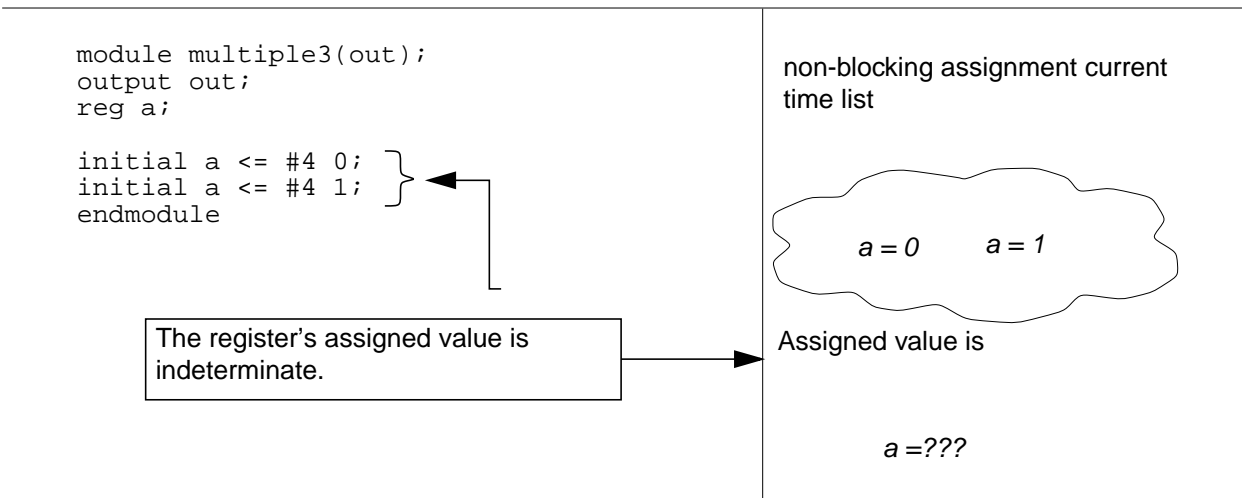 module multiple3(out);
output out;
reg a;
initial a <= #4 0;
initial a <= #4 1;
endmodule
The register’s assigned value is
indeterminate.
non-blocking assignment current
time list
a = 0 a = 1
Assigned value is
a =???